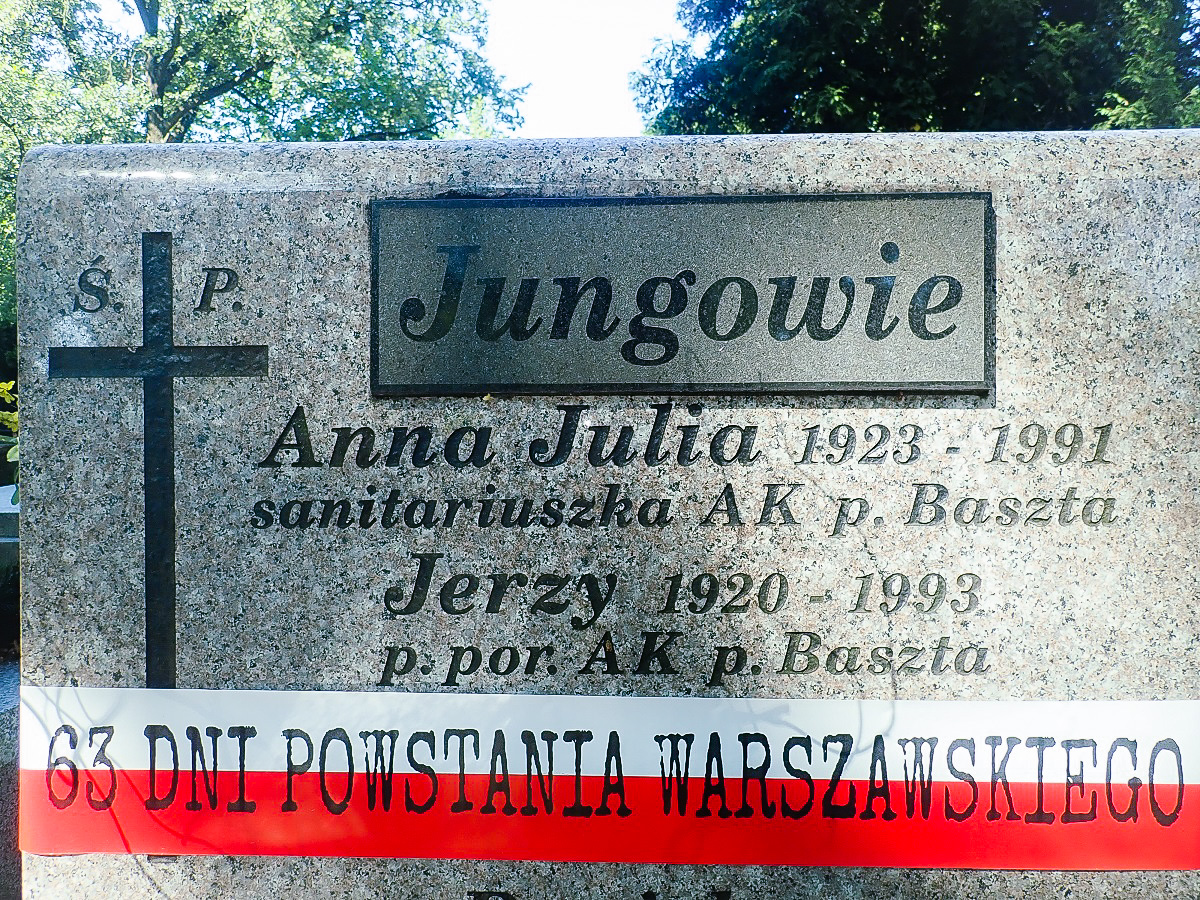 Ś. P.
Jungowie
Anna Julia 1923 - 1991
sanitariuszka AK p. Baszta
Jerzy 1920 - 1993
p. por. AK p. Baszta
63 DNI POWSTANIA WARSZAWSKIEGO